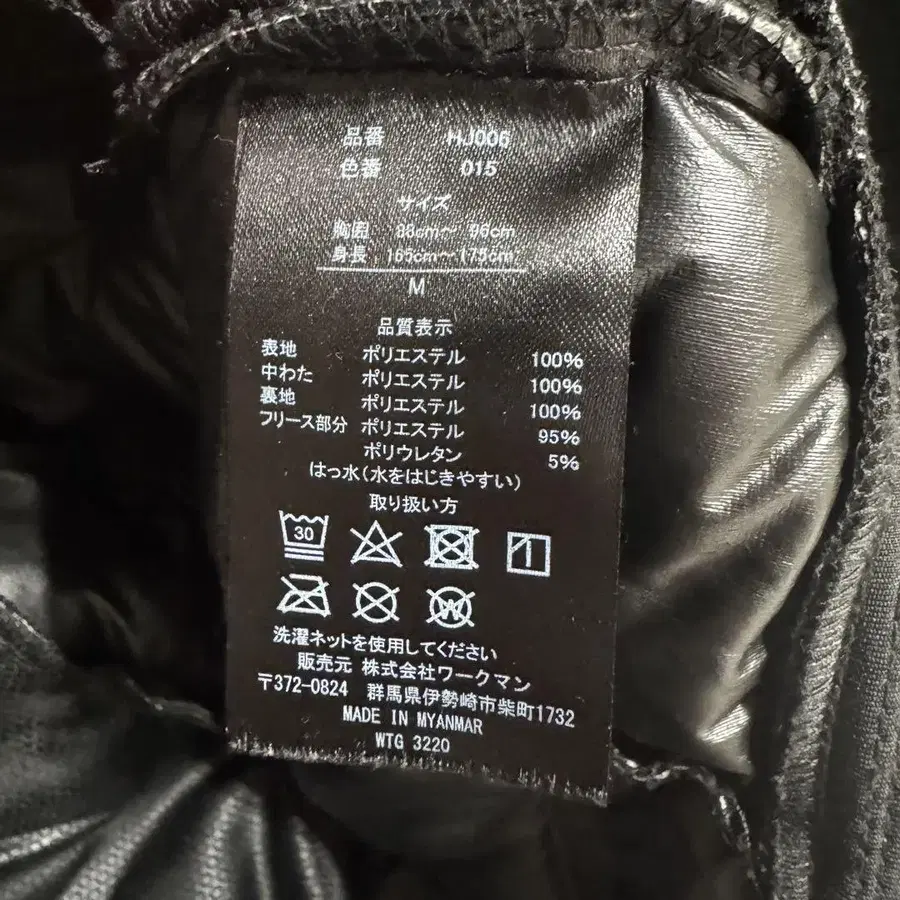 品番 HJ006
色番 015
サイズ
胸囲 88cm～ 96cm
身長 165cm～175cm
M
品質表示
表地 ポリエステル 100%
中わた ポリエステル 100%
裏地 ポリエステル 100%
フリース部分 ポリエステル 95%
ポリウレタン 5%
はっ水(水をはじきやすい)
取り扱い方
30
W
洗濯ネットを使用してください
販売元 株式会社ワークマン
〒372-0824 群馬県伊勢崎市柴町1732
MADE IN MYANMAR
WTG 3220